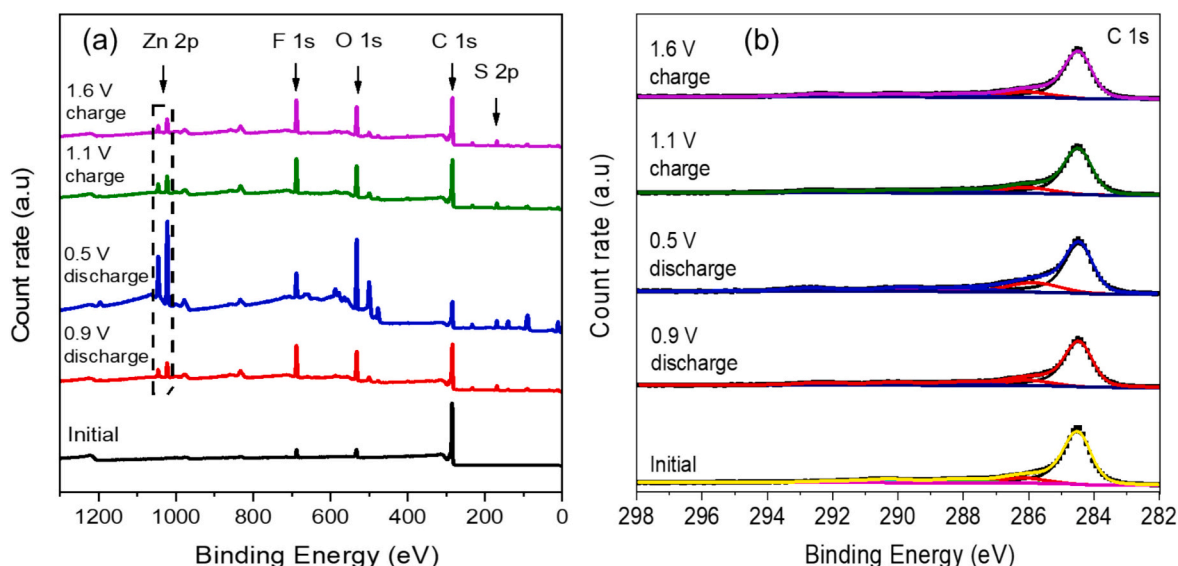 (a)
Zn 2p
F 1s
O 1s
C 1s
S 2p
1.6 V
charge
1.1 V
charge
0.5 V
discharge
0.9 V
discharge
Initial
Count rate (a.u)
1200 1000 800 600 400 200 0
Binding Energy (eV)
(b)
C 1s
1.6 V
charge
1.1 V
charge
0.5 V
discharge
0.9 V
discharge
Initial
Count rate (a.u)
298 296 294 292 290 288 286 284 282
Binding Energy (eV)